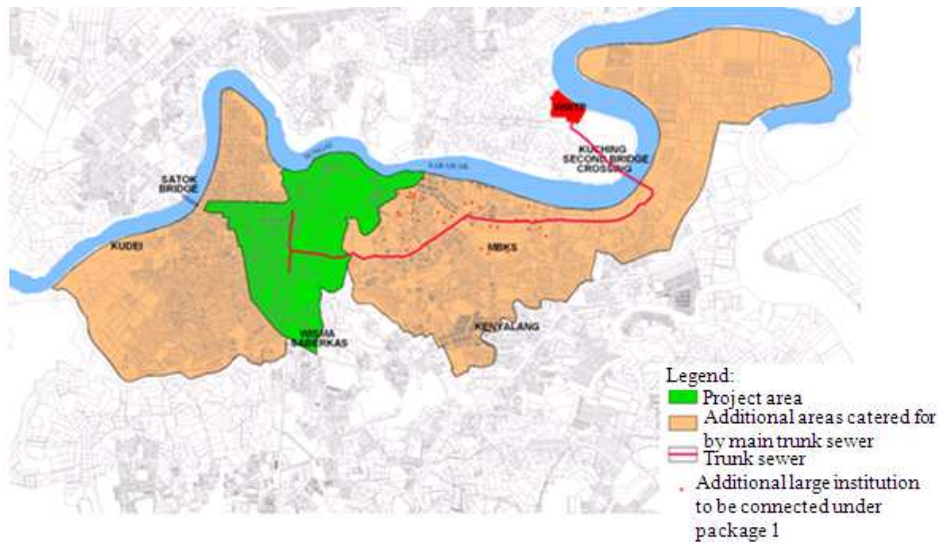 WWTP
KUCHING
SECOND BRIDGE
CROSSING
SATOK
BRIDGE
KUDEI
MBKS
KENYALANG
WISMA
SABERKAS
Legend:
Project area
Additional areas catered for
by main trunk sewer
Trunk sewer
Additional large institution
to be connected under
package 1